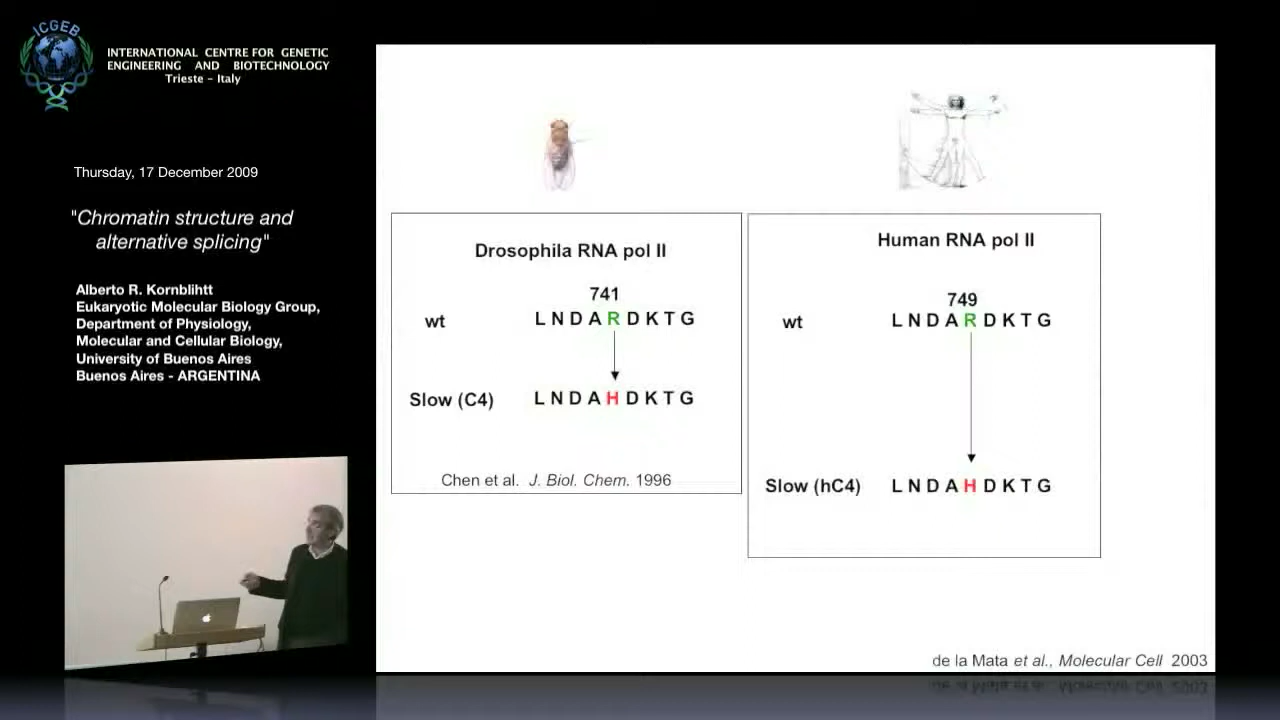 ICGEB
INTERNATIONAL CENTRE FOR GENETIC
ENGINEERING AND BIOTECHNOLOGY
Trieste - Italy
Thursday, 17 December 2009
"Chromatin structure and
alternative splicing"
Alberto R. Kornblihtt
Eukaryotic Molecular Biology Group,
Department of Physiology,
Molecular and Cellular Biology,
University of Buenos Aires
Buenos Aires - ARGENTINA
Drosophila RNA pol II
741
wt L N D A R D K T G
Slow (C4) L N D A H D K T G
Chen et al. J. Biol. Chem. 1996
Human RNA pol II
749
wt L N D A R D K T G
Slow (hC4) L N D A H D K T G
de la Mata et al., Molecular Cell 2003